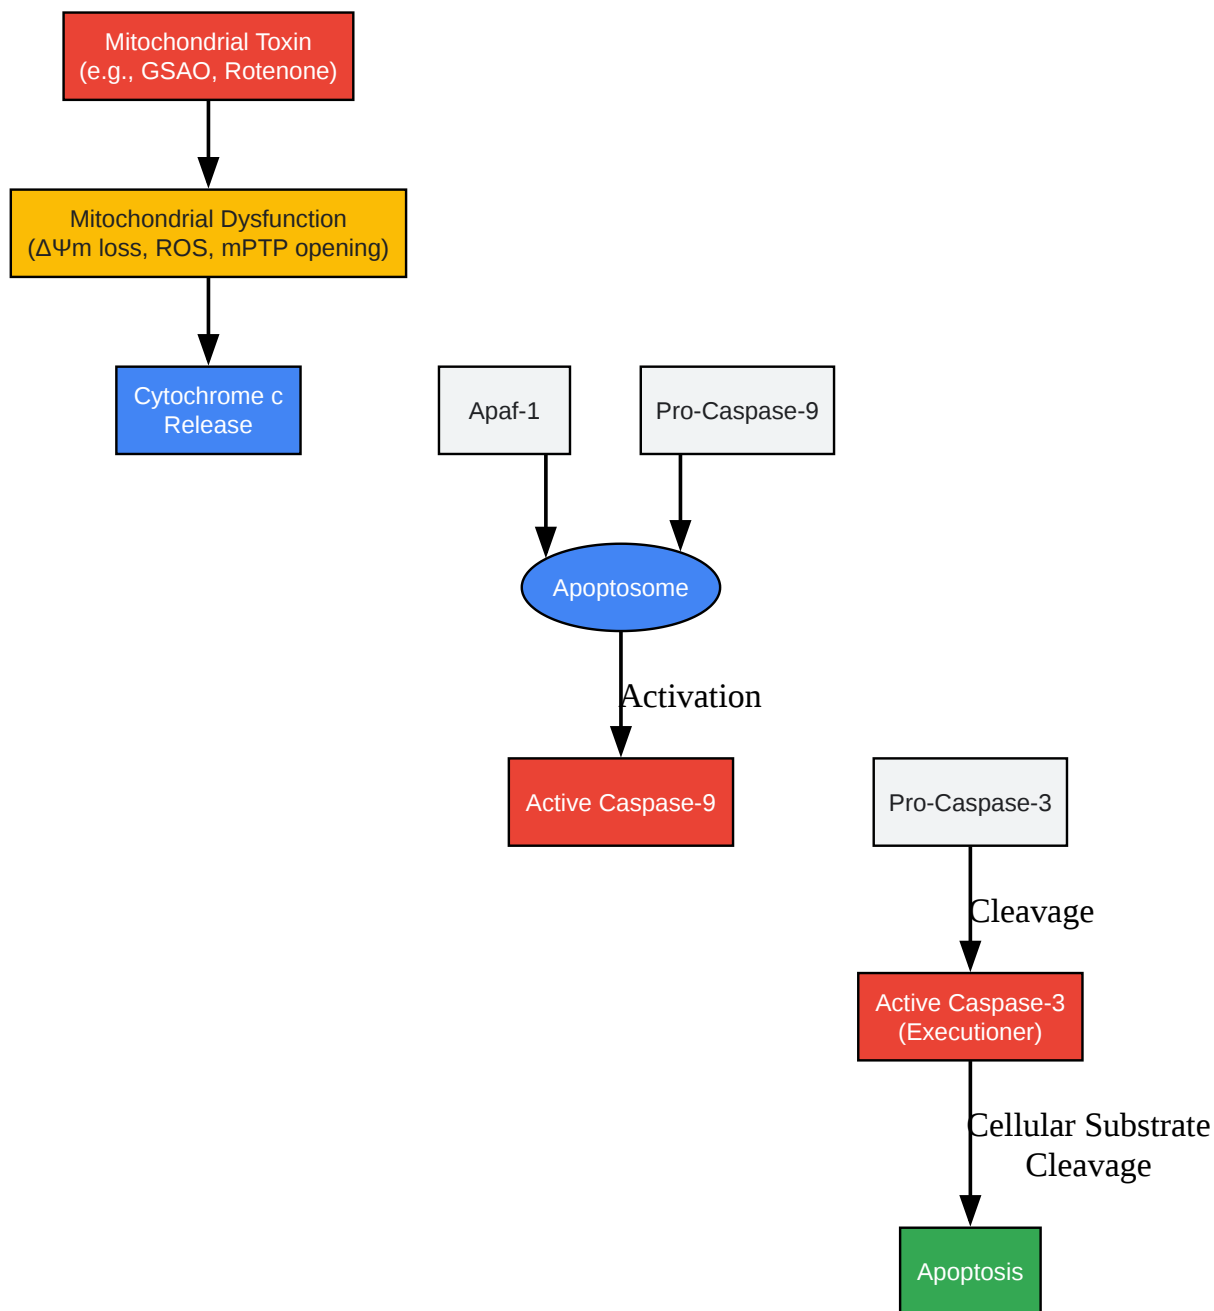 Mitochondrial Toxin
(e.g., GSAO, Rotenone)
Mitochondrial Dysfunction
(ΔΨm loss, ROS, mPTP opening)
Cytochrome c
Release
Apaf-1
Pro-Caspase-9
Apoptosome
Activation
Active Caspase-9
Pro-Caspase-3
Cleavage
Active Caspase-3
(Executioner)
Cellular Substrate
Cleavage
Apoptosis